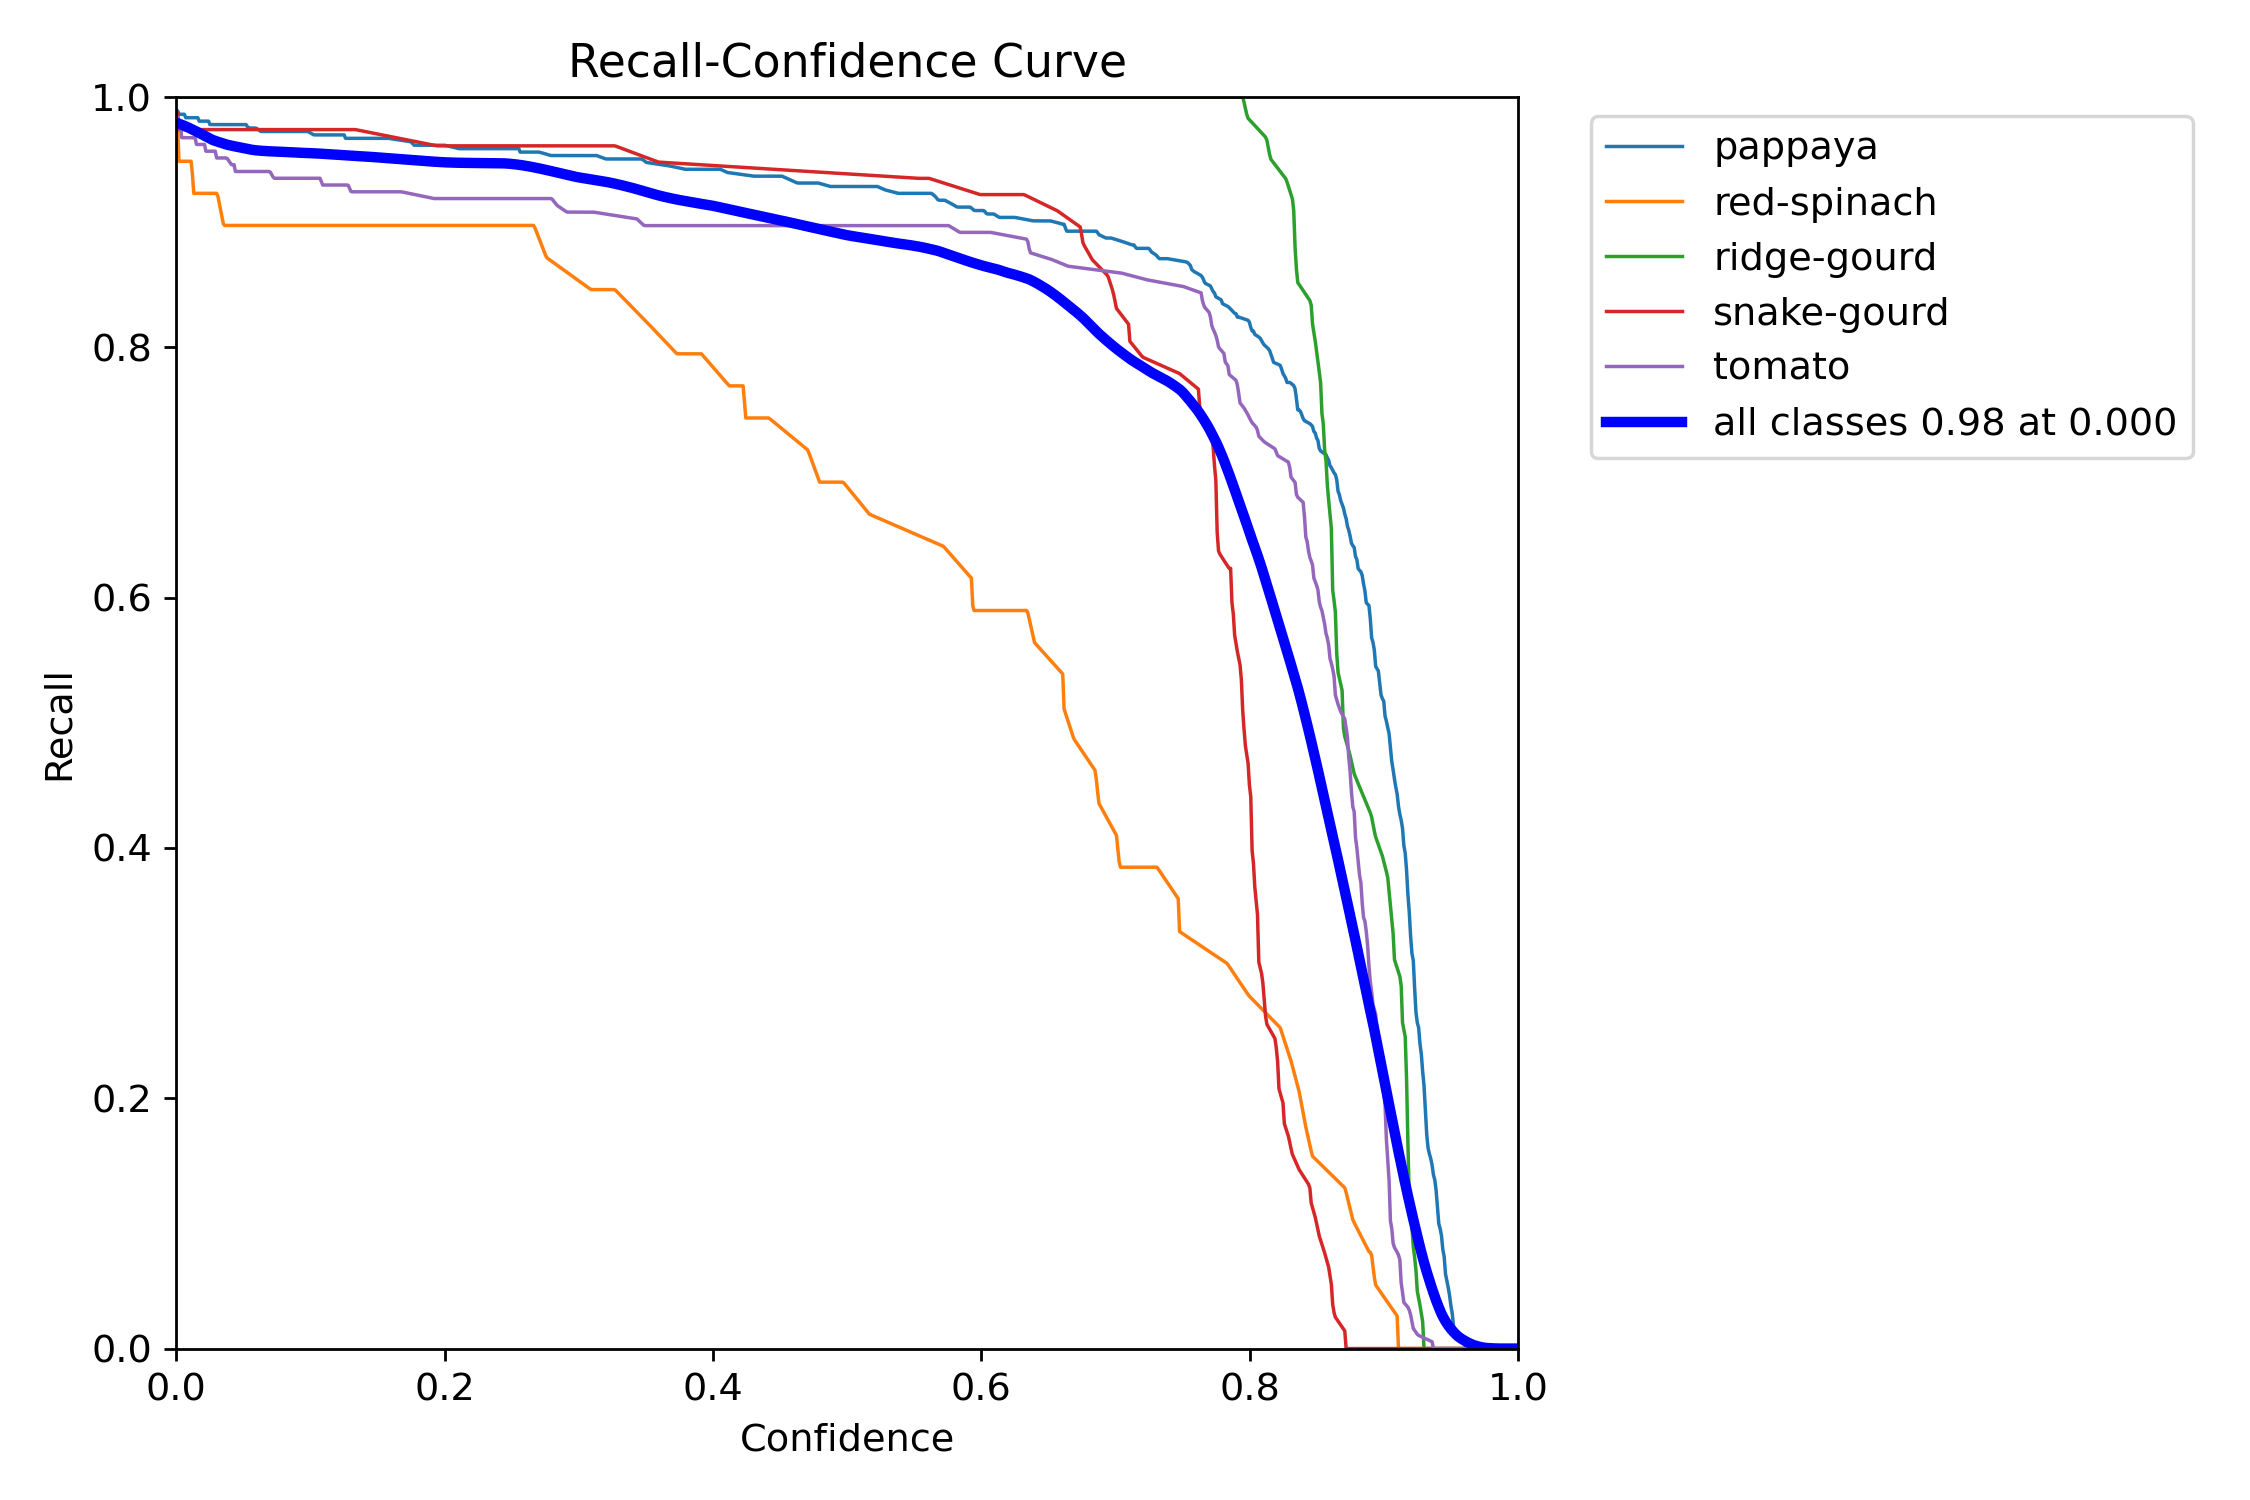 Recall-Confidence Curve
1.0
0.8
0.6
0.4
0.2
0.0
Recall
0.0 0.2 0.4 0.6 0.8 1.0
Confidence
pappaya
red-spinach
ridge-gourd
snake-gourd
tomato
all classes 0.98 at 0.000